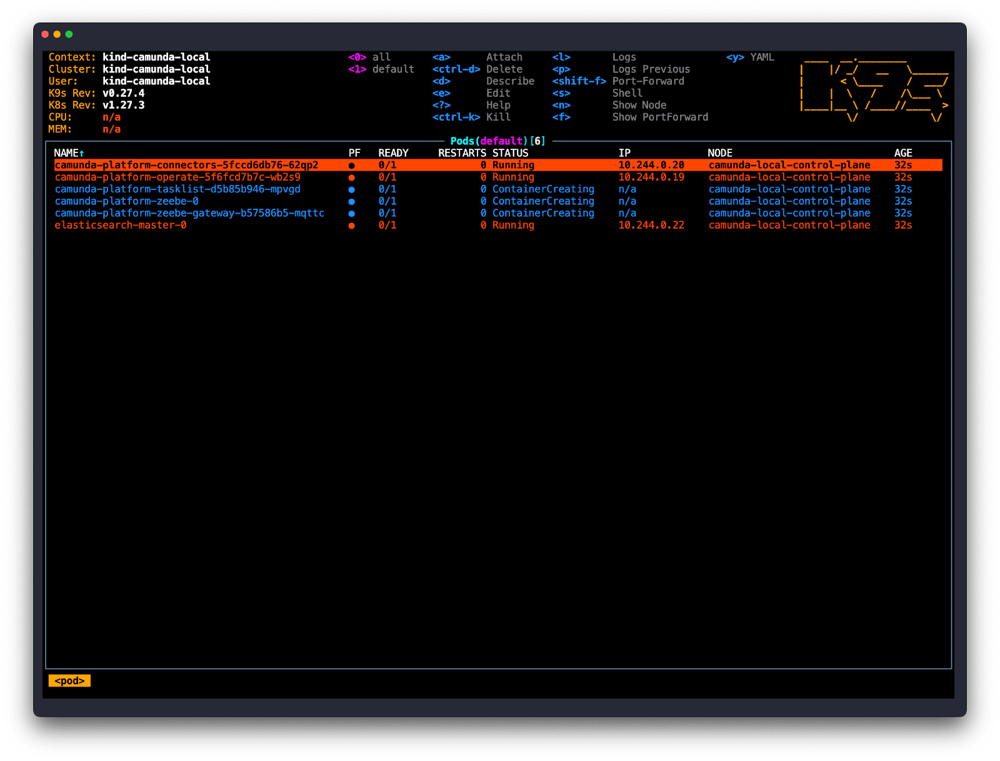 Context: kind-camunda-local <0> all <a> Attach <l> Logs <y> YAML
Cluster: kind-camunda-local <1> default <ctrl-d> Delete <p> Logs Previous
User: kind-camunda-local <d> Describe <shift-f> Port-Forward
K9s Rev: v0.27.4 <e> Edit <s> Shell
K8s Rev: v1.27.3 <?> Help <n> Show Node
CPU: n/a <ctrl-k> Kill <f> Show PortForward
MEM: n/a
K9s
Pods(default)[6]
NAME↑ PF READY RESTARTS STATUS IP NODE AGE
camunda-platform-connectors-5fccd6db76-62qp2 ● 0/1 0 Running 10.244.0.20 camunda-local-control-plane 32s
camunda-platform-operate-5f6fcd7b7c-wb2s9 ● 0/1 0 Running 10.244.0.19 camunda-local-control-plane 32s
camunda-platform-tasklist-d5b85b946-mpvgd ● 0/1 0 ContainerCreating n/a camunda-local-control-plane 32s
camunda-platform-zeebe-0 ● 0/1 0 ContainerCreating n/a camunda-local-control-plane 32s
camunda-platform-zeebe-gateway-b57586b5-mqttc ● 0/1 0 ContainerCreating n/a camunda-local-control-plane 32s
elasticsearch-master-0 ● 0/1 0 Running 10.244.0.22 camunda-local-control-plane 32s
<pod>